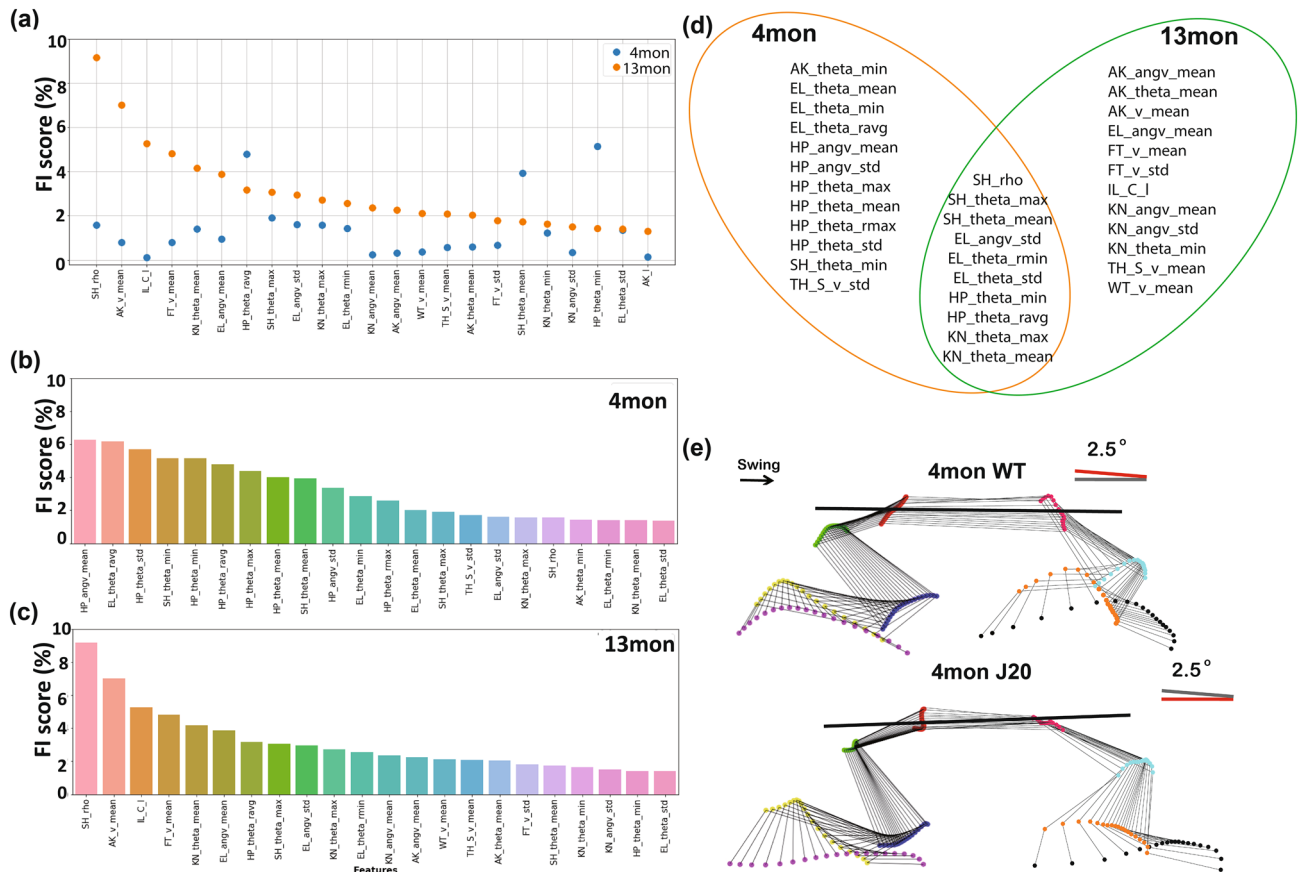 (a)
FI score (%)
10
8
6
4
2
0
4mon
13mon
SH_rho
AK_v_mean
IL_C_l
FT_v_mean
KN_theta_mean
EL_angv_mean
HP_theta_ravg
SH_theta_max
EL_angv_std
KN_theta_max
EL_theta_rmin
KN_angv_mean
AK_angv_mean
WT_v_mean
TH_S_v_mean
AK_theta_mean
FT_v_std
SH_theta_mean
KN_theta_min
KN_angv_std
HP_theta_min
EL_theta_std
AK_l
(b)
FI score (%)
10
8
6
4
2
0
4mon
HP_angv_mean
EL_theta_ravg
HP_theta_std
SH_theta_min
HP_theta_min
HP_theta_ravg
HP_theta_max
HP_theta_mean
SH_theta_mean
HP_angv_std
EL_theta_min
HP_theta_rmax
EL_theta_mean
SH_theta_max
TH_S_v_std
EL_angv_std
KN_theta_max
SH_rho
AK_theta_min
EL_theta_rmin
KN_theta_mean
EL_theta_std
(c)
FI score (%)
10
8
6
4
2
0
13mon
SH_rho
AK_v_mean
IL_C_l
FT_v_mean
KN_theta_mean
EL_angv_mean
HP_theta_ravg
SH_theta_max
EL_angv_std
KN_theta_max
EL_theta_rmin
KN_angv_mean
AK_angv_mean
WT_v_mean
TH_S_v_mean
AK_theta_mean
FT_v_std
SH_theta_mean
KN_theta_min
KN_angv_std
HP_theta_min
EL_theta_std
Features
(d)
4mon
AK_theta_min
EL_theta_mean
EL_theta_min
EL_theta_ravg
HP_angv_mean
HP_angv_std
HP_theta_max
HP_theta_mean
HP_theta_rmax
HP_theta_std
SH_theta_min
TH_S_v_std
SH_rho
SH_theta_max
SH_theta_mean
EL_angv_std
EL_theta_rmin
EL_theta_std
HP_theta_min
HP_theta_ravg
KN_theta_max
KN_theta_mean
13mon
AK_angv_mean
AK_theta_mean
AK_v_mean
EL_angv_mean
FT_v_mean
FT_v_std
IL_C_l
KN_angv_mean
KN_angv_std
KN_theta_min
TH_S_v_mean
WT_v_mean
(e)
Swing
4mon WT
2.5°
4mon J20
2.5°